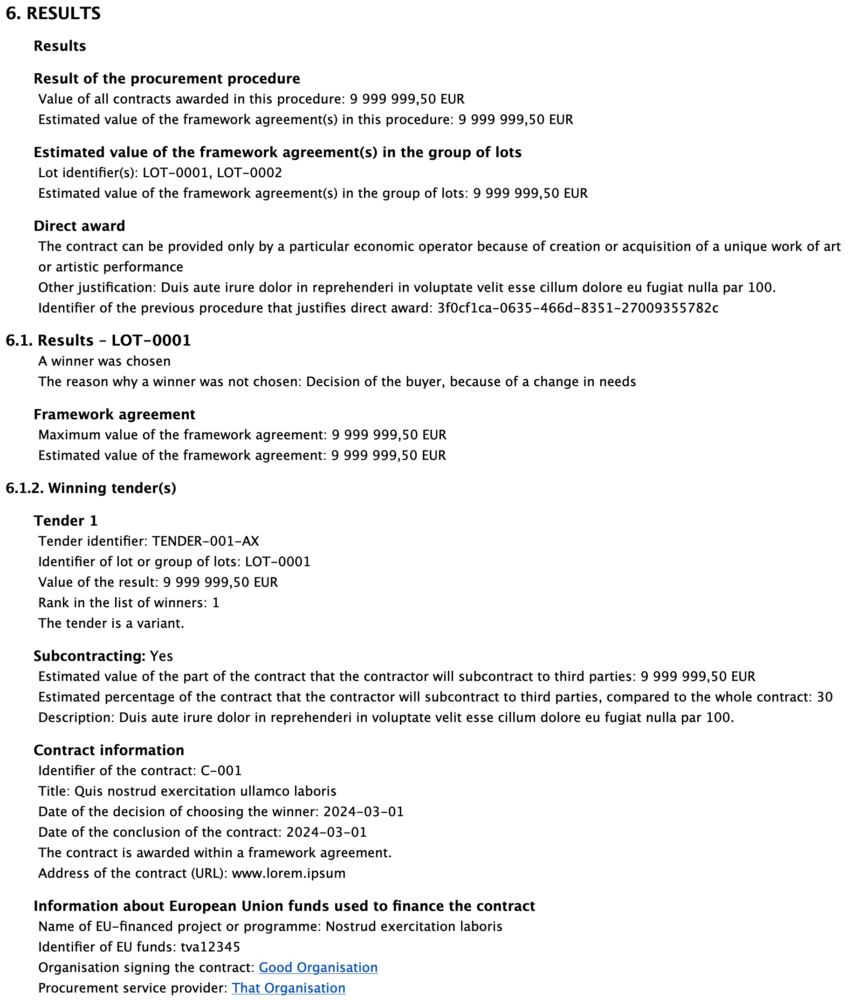 6. RESULTS
Results
Result of the procurement procedure
Value of all contracts awarded in this procedure: 9 999 999,50 EUR
Estimated value of the framework agreement(s) in this procedure: 9 999 999,50 EUR
Estimated value of the framework agreement(s) in the group of lots
Lot identifier(s): LOT-0001, LOT-0002
Estimated value of the framework agreement(s) in the group of lots: 9 999 999,50 EUR
Direct award
The contract can be provided only by a particular economic operator because of creation or acquisition of a unique work of art
or artistic performance
Other justification: Duis aute irure dolor in reprehenderi in voluptate velit esse cillum dolore eu fugiat nulla par 100.
Identifier of the previous procedure that justifies direct award: 3f0cf1ca-0635-466d-8351-27009355782c
6.1. Results – LOT-0001
A winner was chosen
The reason why a winner was not chosen: Decision of the buyer, because of a change in needs
Framework agreement
Maximum value of the framework agreement: 9 999 999,50 EUR
Estimated value of the framework agreement: 9 999 999,50 EUR
6.1.2. Winning tender(s)
Tender 1
Tender identifier: TENDER-001-AX
Identifier of lot or group of lots: LOT-0001
Value of the result: 9 999 999,50 EUR
Rank in the list of winners: 1
The tender is a variant.
Subcontracting: Yes
Estimated value of the part of the contract that the contractor will subcontract to third parties: 9 999 999,50 EUR
Estimated percentage of the contract that the contractor will subcontract to third parties, compared to the whole contract: 30
Description: Duis aute irure dolor in reprehenderi in voluptate velit esse cillum dolore eu fugiat nulla par 100.
Contract information
Identifier of the contract: C-001
Title: Quis nostrud exercitation ullamco laboris
Date of the decision of choosing the winner: 2024-03-01
Date of the conclusion of the contract: 2024-03-01
The contract is awarded within a framework agreement.
Address of the contract (URL): www.lorem.ipsum
Information about European Union funds used to finance the contract
Name of EU-financed project or programme: Nostrud exercitation laboris
Identifier of EU funds: tva12345
Organisation signing the contract: Good Organisation
Procurement service provider: That Organisation